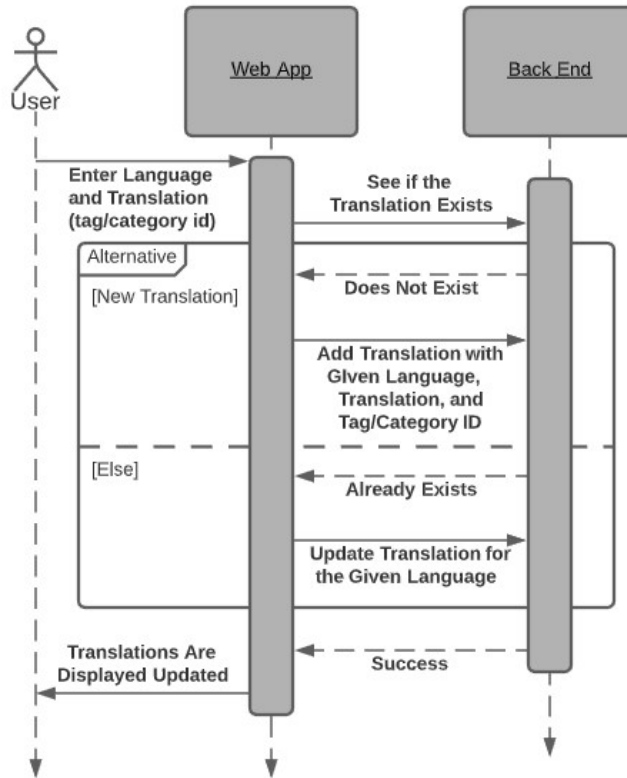 User
Web App
Back End
Enter Language
and Translation
(tag/category id)
See if the
Translation Exists
Alternative
[New Translation]
Does Not Exist
Add Translation with
GIven Language,
Translation, and
Tag/Category ID
[Else]
Already Exists
Update Translation for
the Given Language
Success
Translations Are
Displayed Updated